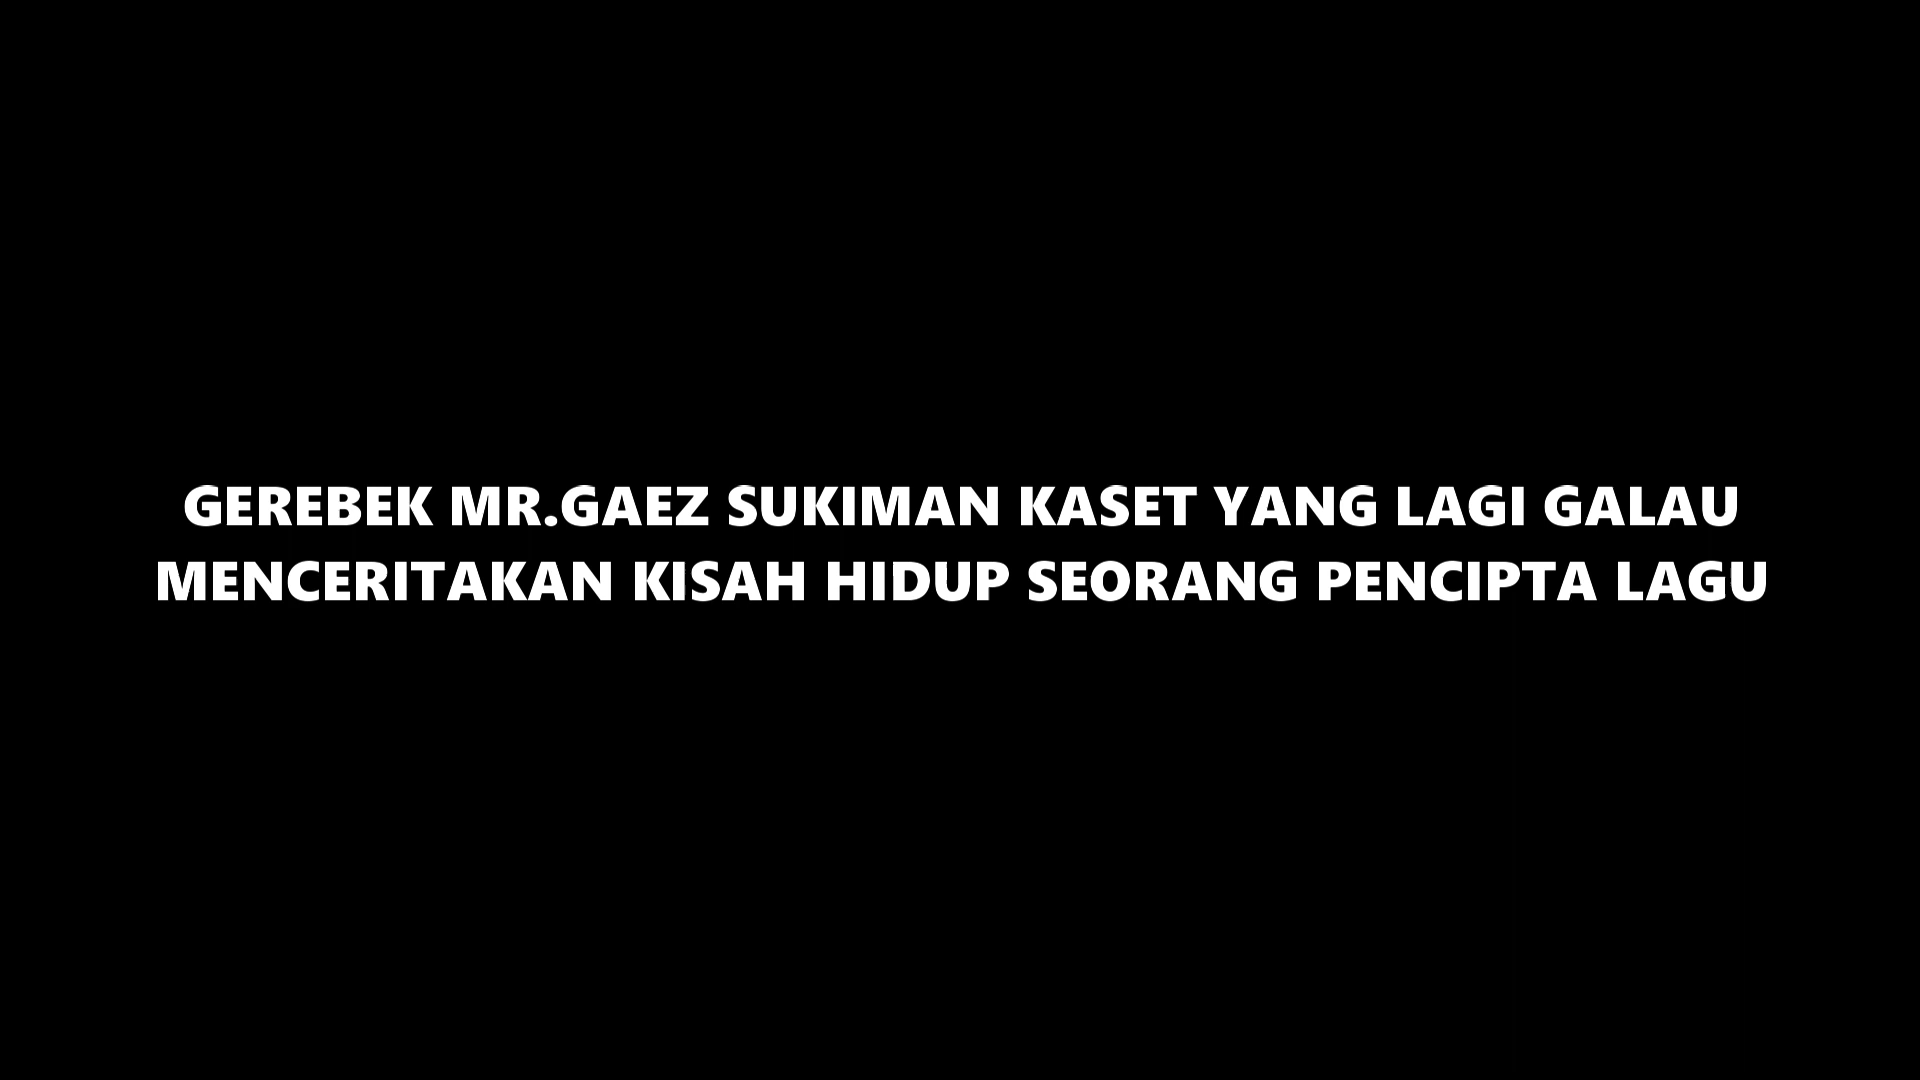 GEREBEK MR.GAEZ SUKIMAN KASET YANG LAGI GALAU
MENCERITAKAN KISAH HIDUP SEORANG PENCIPTA LAGU